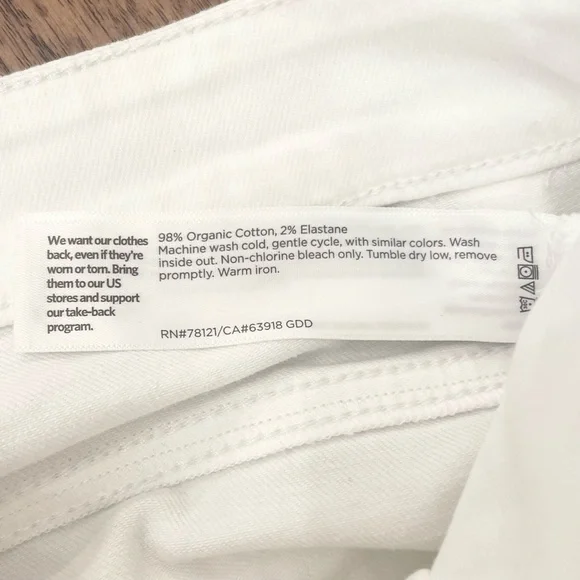 We want our clothes
back, even if they're
worn or torn. Bring
them to our US
stores and support
our take-back
program.
98% Organic Cotton, 2% Elastane
Machine wash cold, gentle cycle, with similar colors. Wash
inside out. Non-chlorine bleach only. Tumble dry low, remove
promptly. Warm iron.
RN#78121/CA#63918 GDD